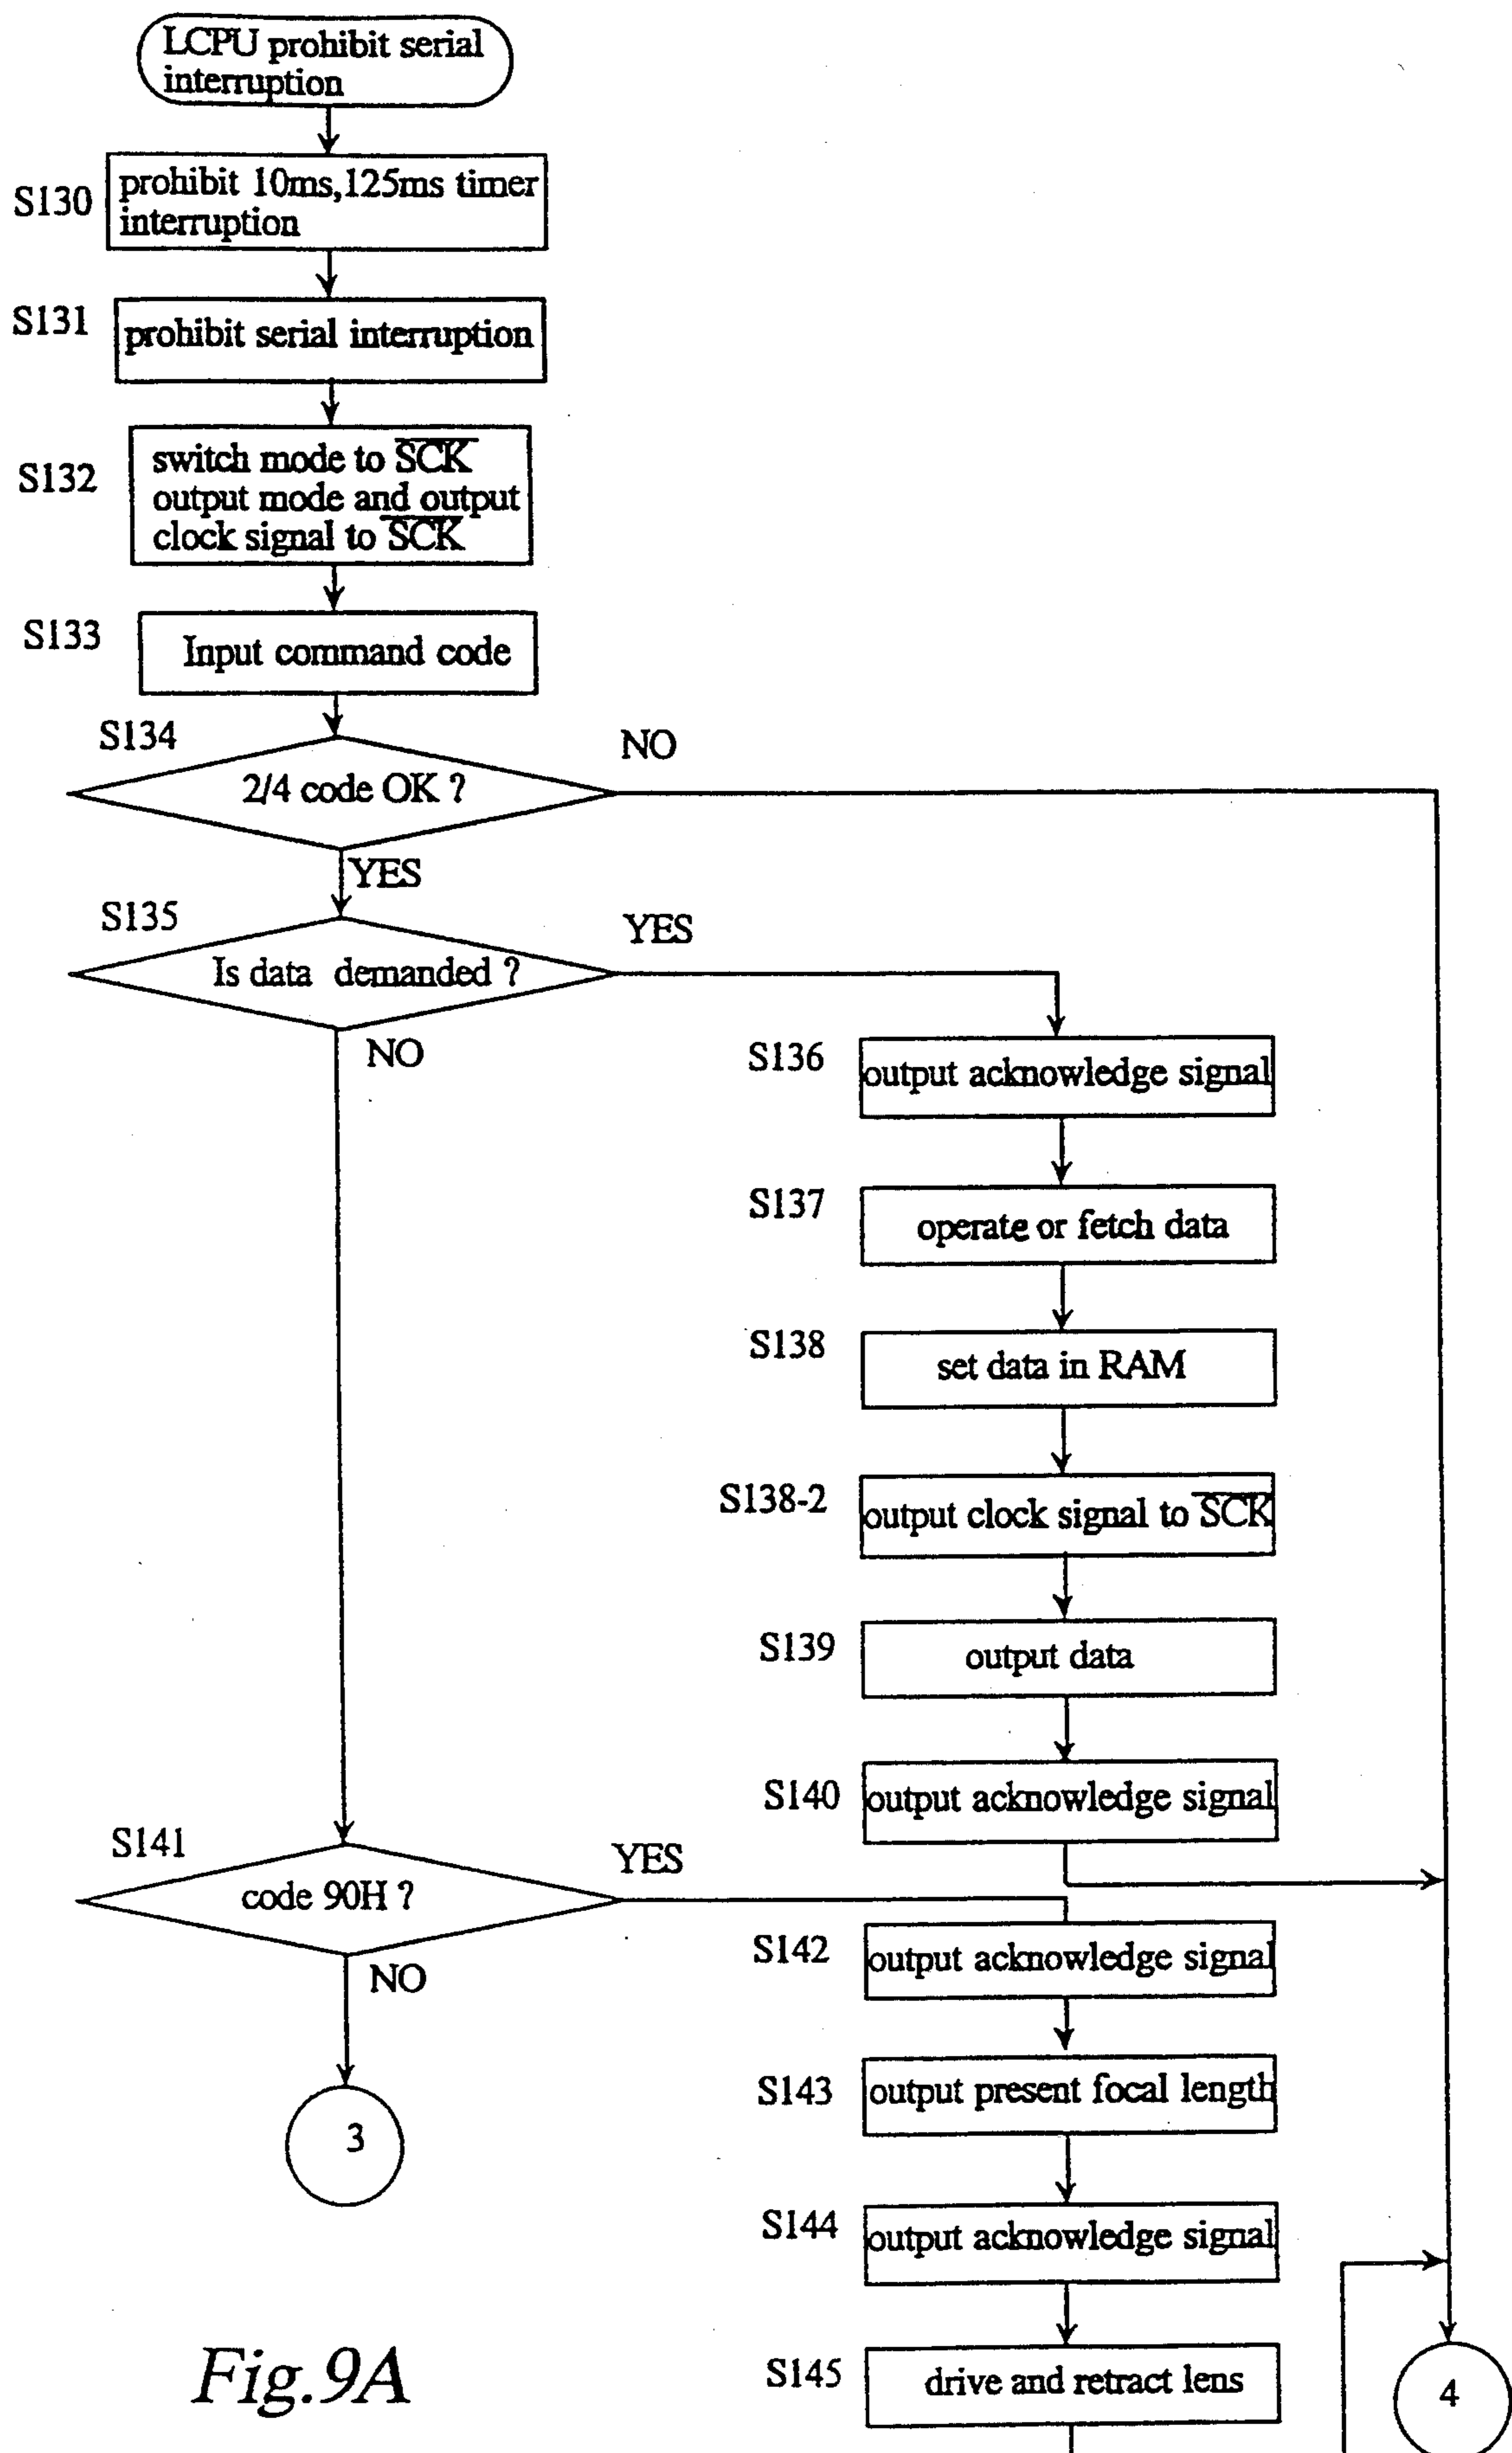 LCPU prohibit serial
interruption
S130
prohibit 10ms,125ms timer
interruption
S131
prohibit serial interruption
S132
switch mode to S̅C̅K̅
output mode and output
clock signal to S̅C̅K̅
S133
Input command code
S134
2/4 code OK ?
NO
YES
S135
Is data demanded ?
YES
NO
S136
output acknowledge signal
S137
operate or fetch data
S138
set data in RAM
S138-2
output clock signal to S̅C̅K̅
S139
output data
S140
output acknowledge signal
S141
code 90H ?
YES
NO
S142
output acknowledge signal
3
S143
output present focal length
S144
output acknowledge signal
S145
drive and retract lens
4
Fig.9A